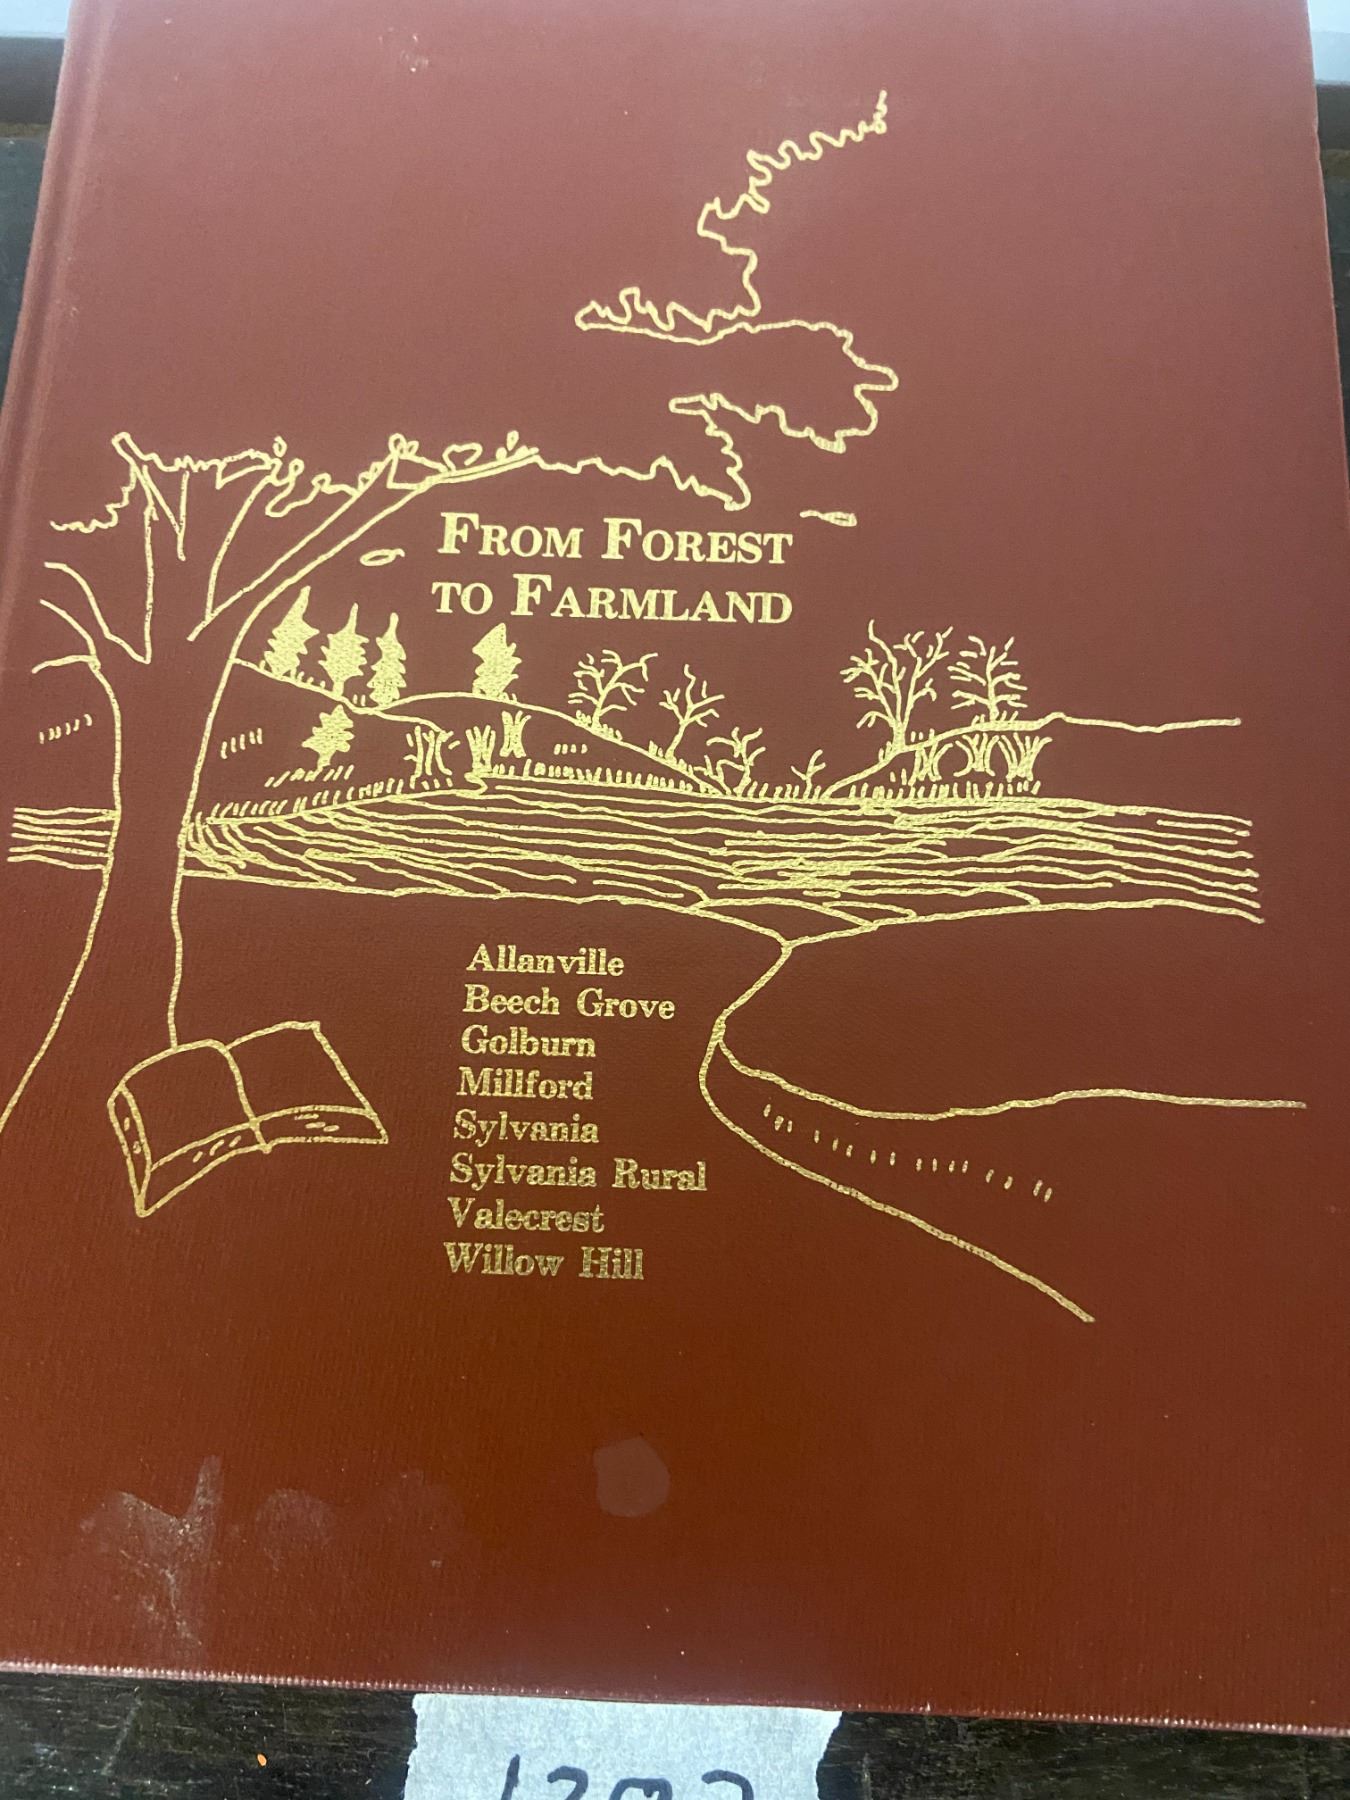 FROM FOREST
TO FARMLAND
Allanville
Beech Grove
Golburn
Millford
Sylvania
Sylvania Rural
Valecrest
Willow Hill